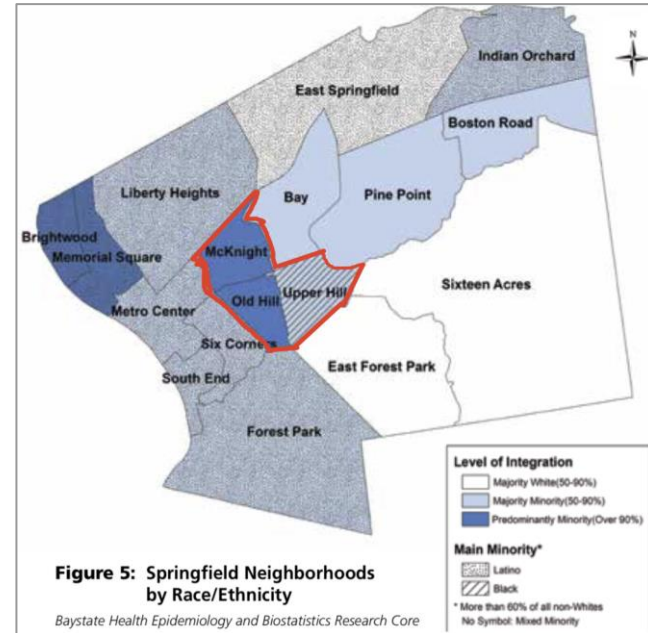 N
Indian Orchard
East Springfield
Boston Road
Liberty Heights
Bay
Pine Point
Brightwood
McKnight
Memorial Square
Sixteen Acres
Old Hill
Upper Hill
Metro Center
Six Corners
East Forest Park
South End
Forest Park
Level of Integration
Majority White(50-90%)
Majority Minority(50-90%)
Predominantly Minority(Over 90%)
Main Minority*
Latino
Black
* More than 60% of all non-Whites
No Symbol: Mixed Minority
Figure 5: Springfield Neighborhoods
by Race/Ethnicity
Baystate Health Epidemiology and Biostatistics Research Core